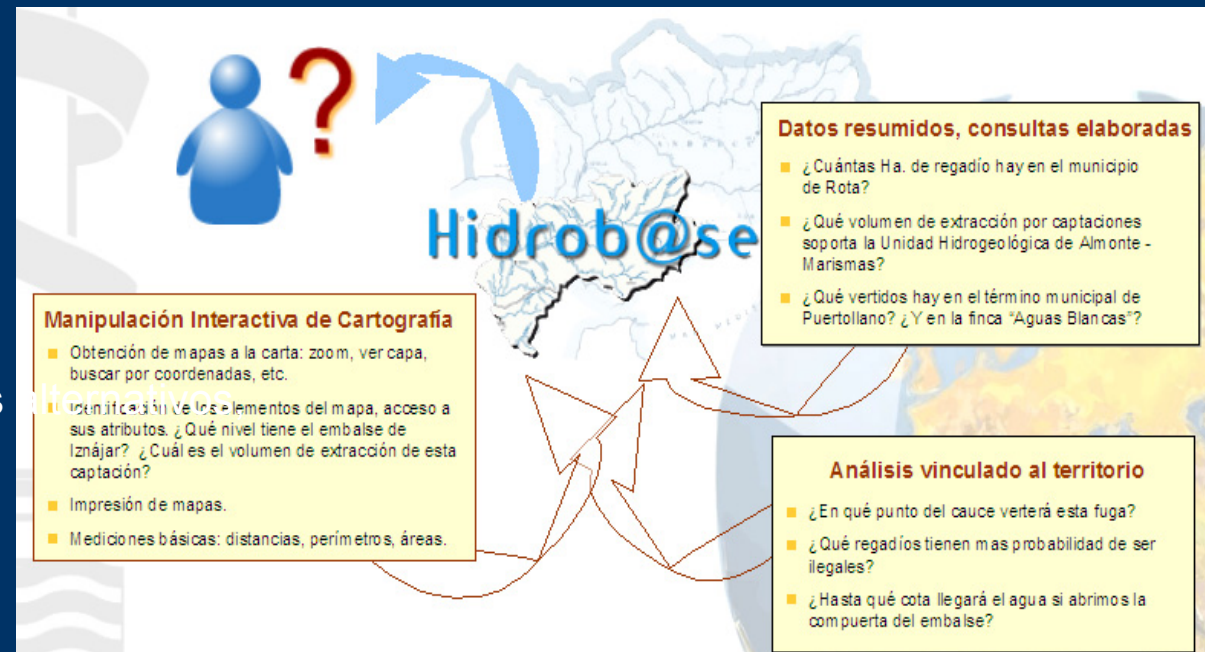 ?
Hidrob@se
Datos resumidos, consultas elaboradas
¿Cuántas Ha. de regadío hay en el municipio
de Rota?
¿Qué volumen de extracción por captaciones
soporta la Unidad Hidrogeológica de Almonte -
Marismas?
¿Qué vertidos hay en el término municipal de
Puertollano? ¿Y en la finca "Aguas Blancas"?
Manipulación Interactiva de Cartografía
Obtención de mapas a la carta: zoom, ver capa,
buscar por coordenadas, etc.
s alternativos
Identificación de los elementos del mapa, acceso a
sus atributos. ¿Qué nivel tiene el embalse de
Iznájar? ¿Cuál es el volumen de extracción de esta
captación?
Impresión de mapas.
Mediciones básicas: distancias, perímetros, áreas.
Análisis vinculado al territorio
¿En qué punto del cauce verterá esta fuga?
¿Qué regadíos tienen mas probabilidad de ser
ilegales?
¿Hasta qué cota llegará el agua si abrimos la
compuerta del embalse?